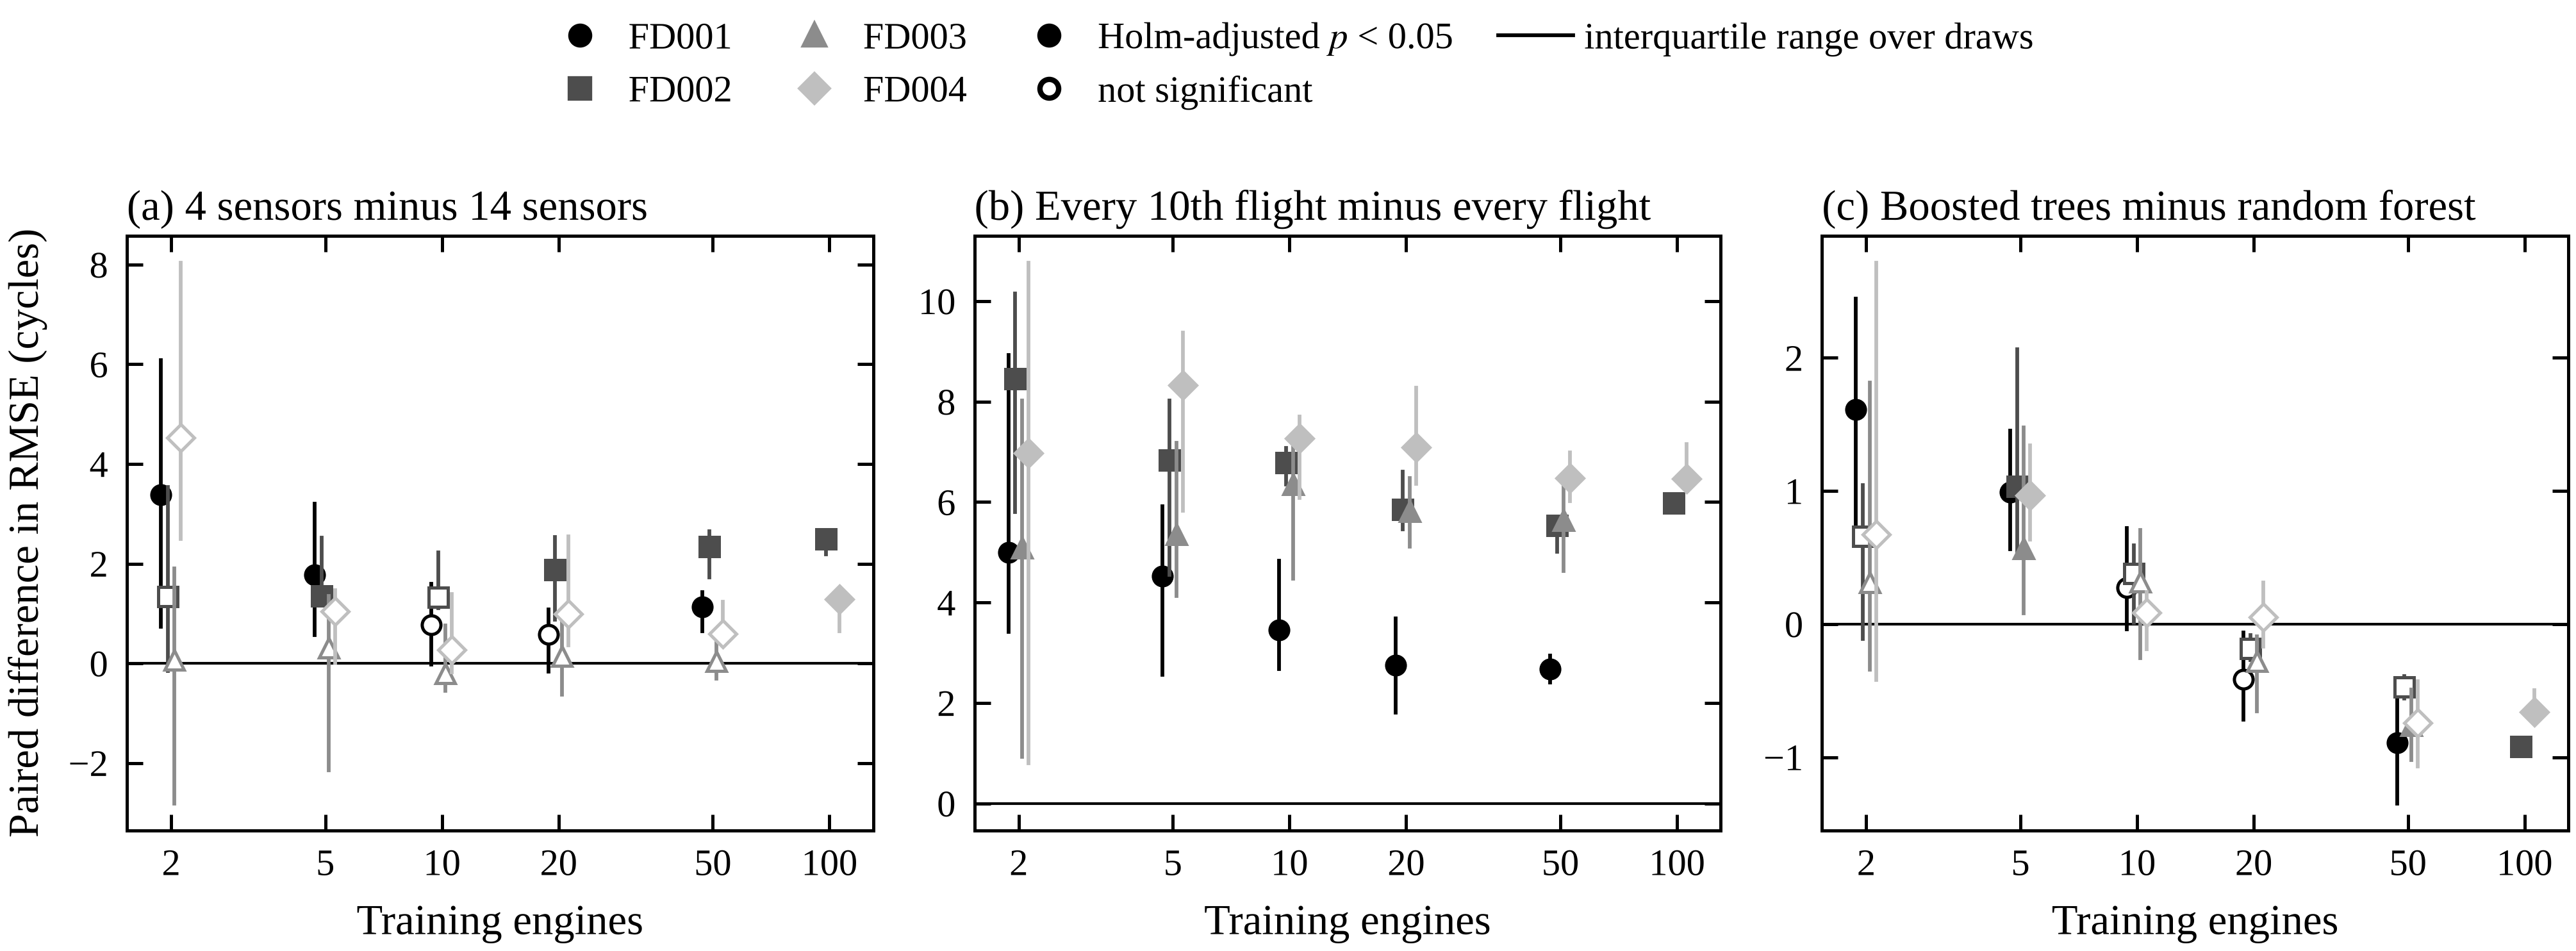 FD001 FD003 Holm-adjusted p < 0.05 interquartile range over draws
FD002 FD004 not significant
(a) 4 sensors minus 14 sensors
(b) Every 10th flight minus every flight
(c) Boosted trees minus random forest
Paired difference in RMSE (cycles)
8
6
4
2
0
−2
2 5 10 20 50 100
Training engines
10
8
6
4
2
0
2 5 10 20 50 100
Training engines
2
1
0
−1
2 5 10 20 50 100
Training engines